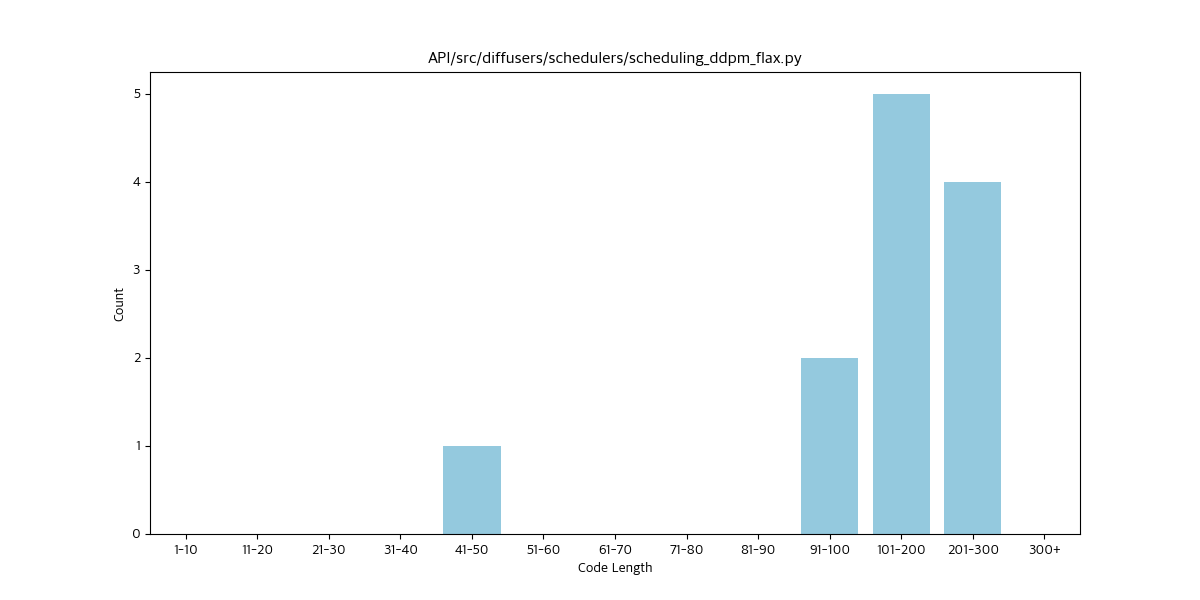 API/src/diffusers/schedulers/scheduling_ddpm_flax.py
5
4
3
2
1
0
Count
1-10 11-20 21-30 31-40 41-50 51-60 61-70 71-80 81-90 91-100 101-200 201-300 300+
Code Length